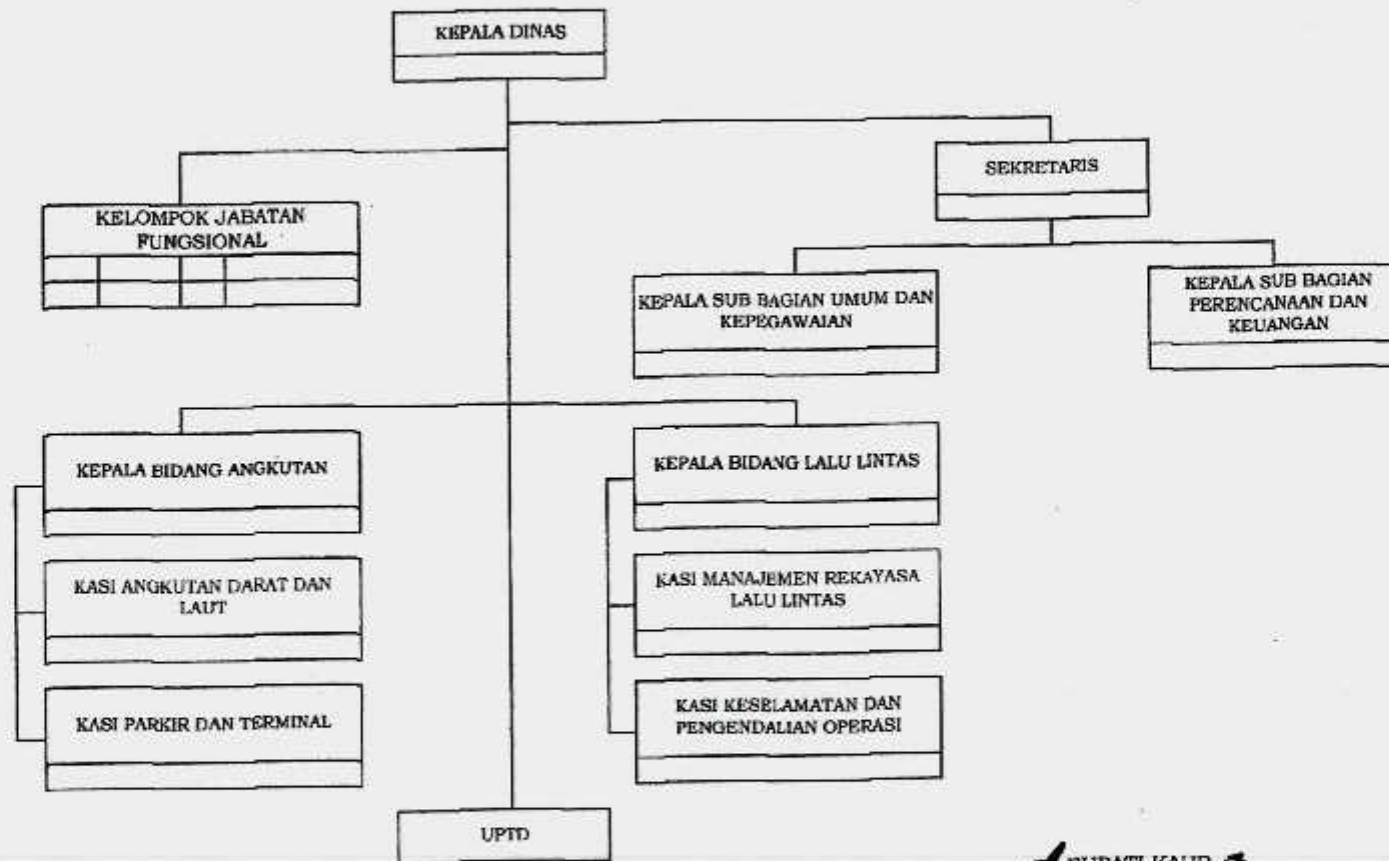 KEPALA DINAS
SEKRETARIS
KELOMPOK JABATAN
FUNGSIONAL
KEPALA SUB BAGIAN UMUM DAN
KEPEGAWAIAN
KEPALA SUB BAGIAN
PERENCANAAN DAN
KEUANGAN
KEPALA BIDANG ANGKUTAN
KEPALA BIDANG LALU LINTAS
KASI ANGKUTAN DARAT DAN
LAUT
KASI MANAJEMEN REKAYASA
LALU LINTAS
KASI PARKIR DAN TERMINAL
KASI KESELAMATAN DAN
PENGENDALIAN OPERASI
UPTD
BUPATI KAUR